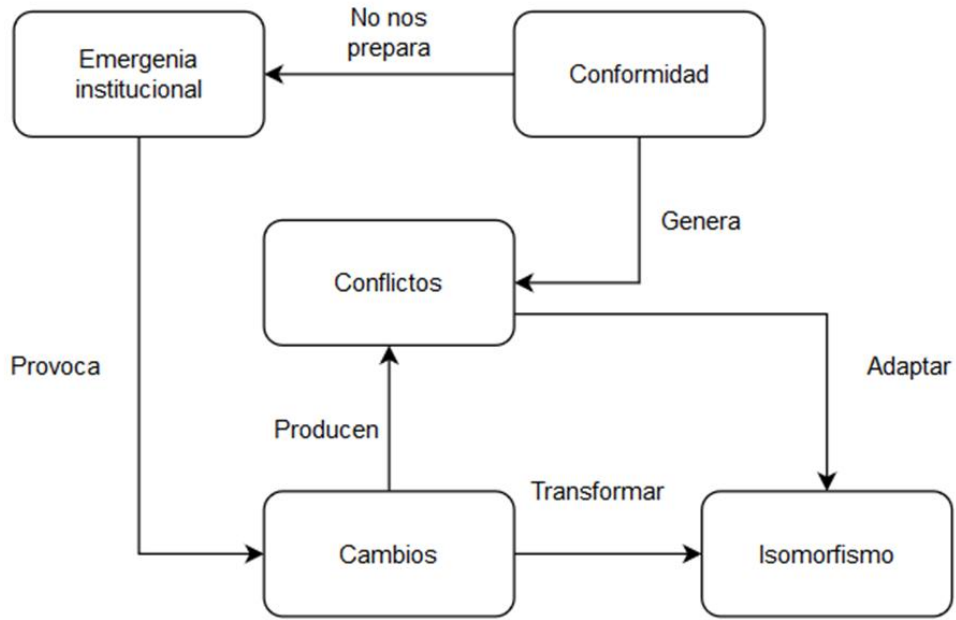 No nos
prepara
Emergenia
institucional
Conformidad
Genera
Conflictos
Provoca
Adaptar
Producen
Transformar
Cambios
Isomorfismo